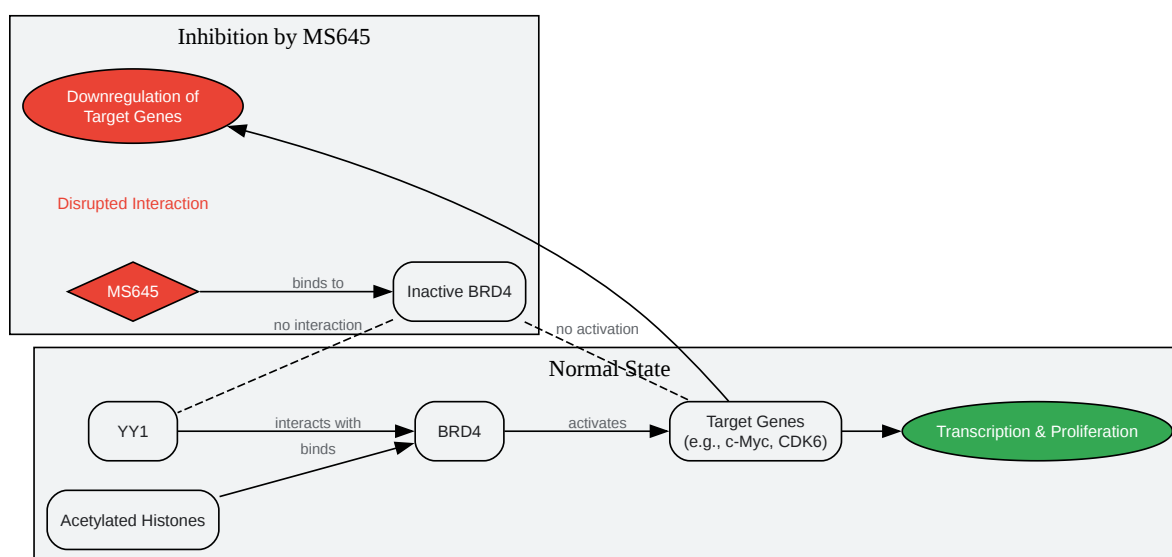 Inhibition by MS645
Downregulation of
Target Genes
Disrupted Interaction
MS645
binds to
Inactive BRD4
no interaction
no activation
Normal State
YY1
interacts with
BRD4
activates
Target Genes
(e.g., c-Myc, CDK6)
Transcription & Proliferation
binds
Acetylated Histones